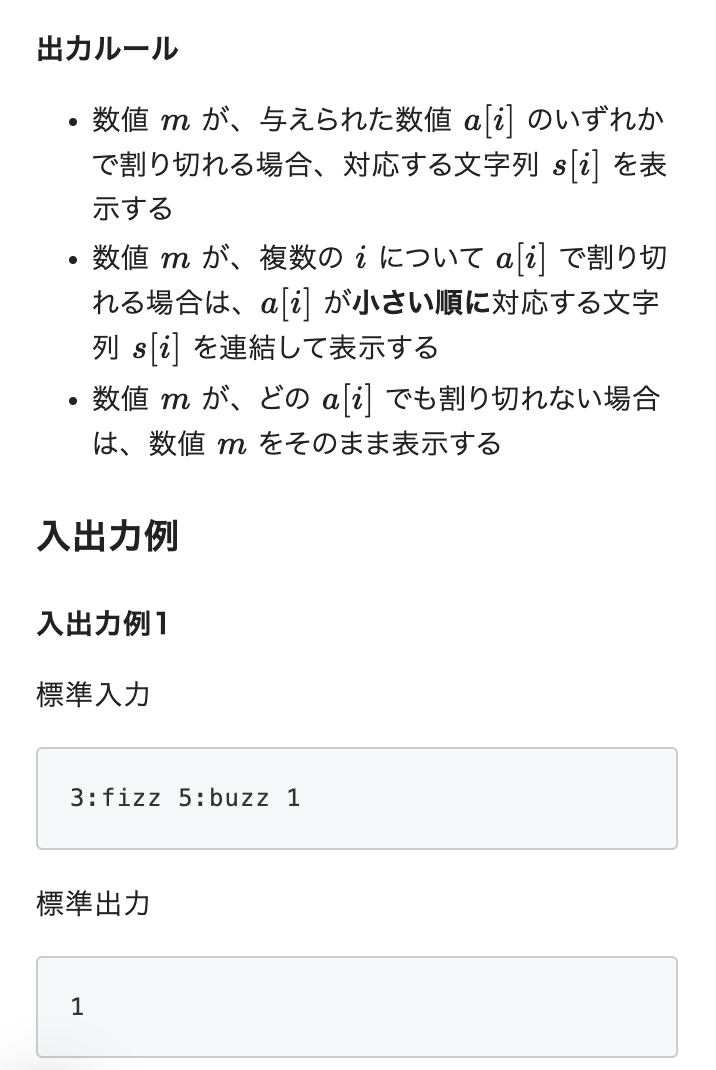 出力ルール
• 数値 m が、与えられた数値 a[i] のいずれか
で割り切れる場合、対応する文字列 s[i] を表
示する
• 数値 m が、複数の i について a[i] で割り切
れる場合は、a[i] が小さい順に対応する文字
列 s[i] を連結して表示する
• 数値 m が、どの a[i] でも割り切れない場合
は、数値 m をそのまま表示する
入出力例
入出力例1
標準入力
3:fizz 5:buzz 1
標準出力
1